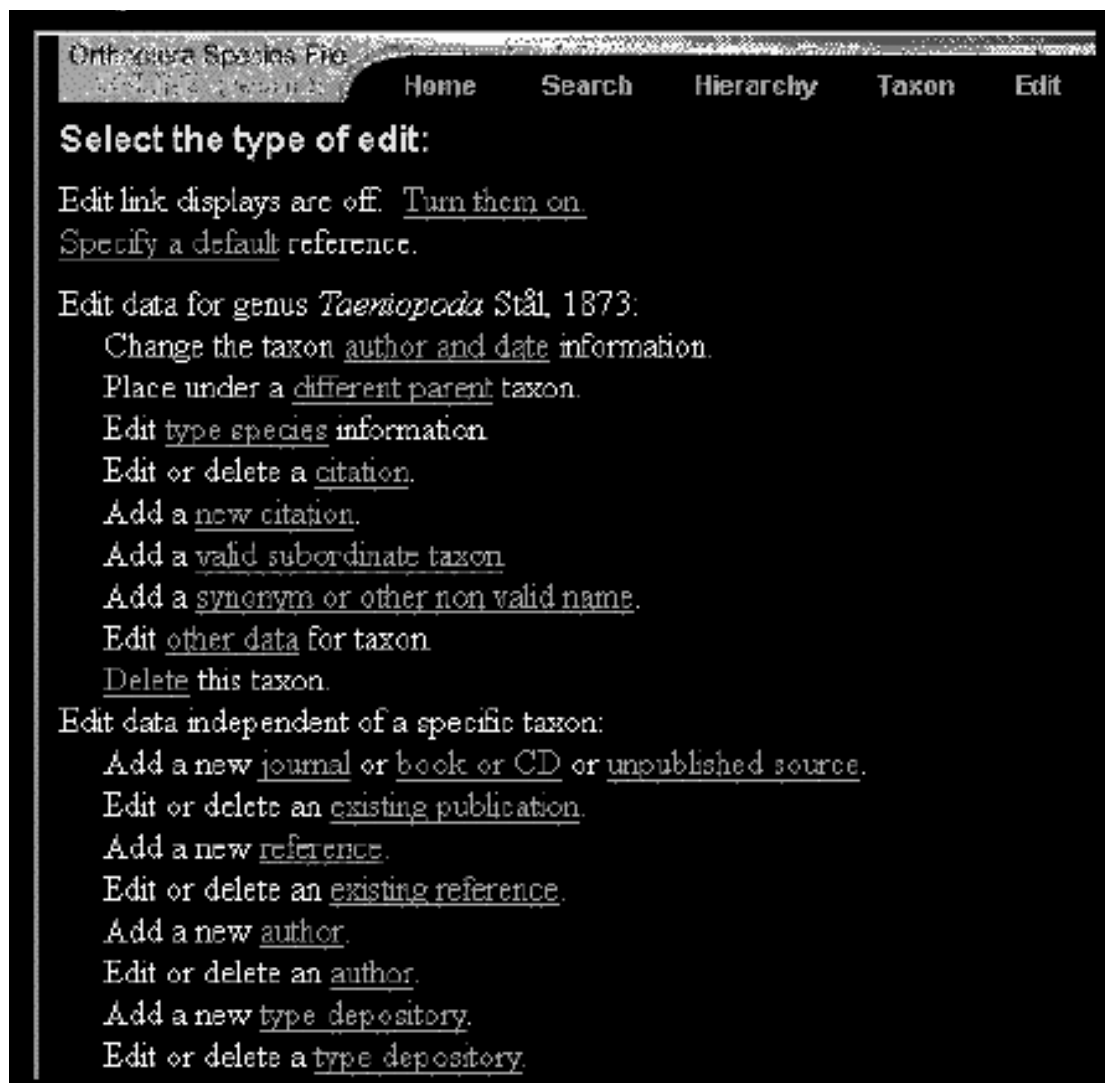 Orthoptera Species File
Home Search Hierarchy Taxon Edit
Select the type of edit:
Edit link displays are off. Turn them on.
Specify a default reference.
Edit data for genus Taeniopoda Stål, 1873:
Change the taxon author and date information.
Place under a different parent taxon.
Edit type species information
Edit or delete a citation.
Add a new citation.
Add a valid subordinate taxon
Add a synonym or other non valid name.
Edit other data for taxon
Delete this taxon.
Edit data independent of a specific taxon:
Add a new journal or book or CD or unpublished source.
Edit or delete an existing publication.
Add a new reference.
Edit or delete an existing reference.
Add a new author.
Edit or delete an author.
Add a new type depository.
Edit or delete a type depository.